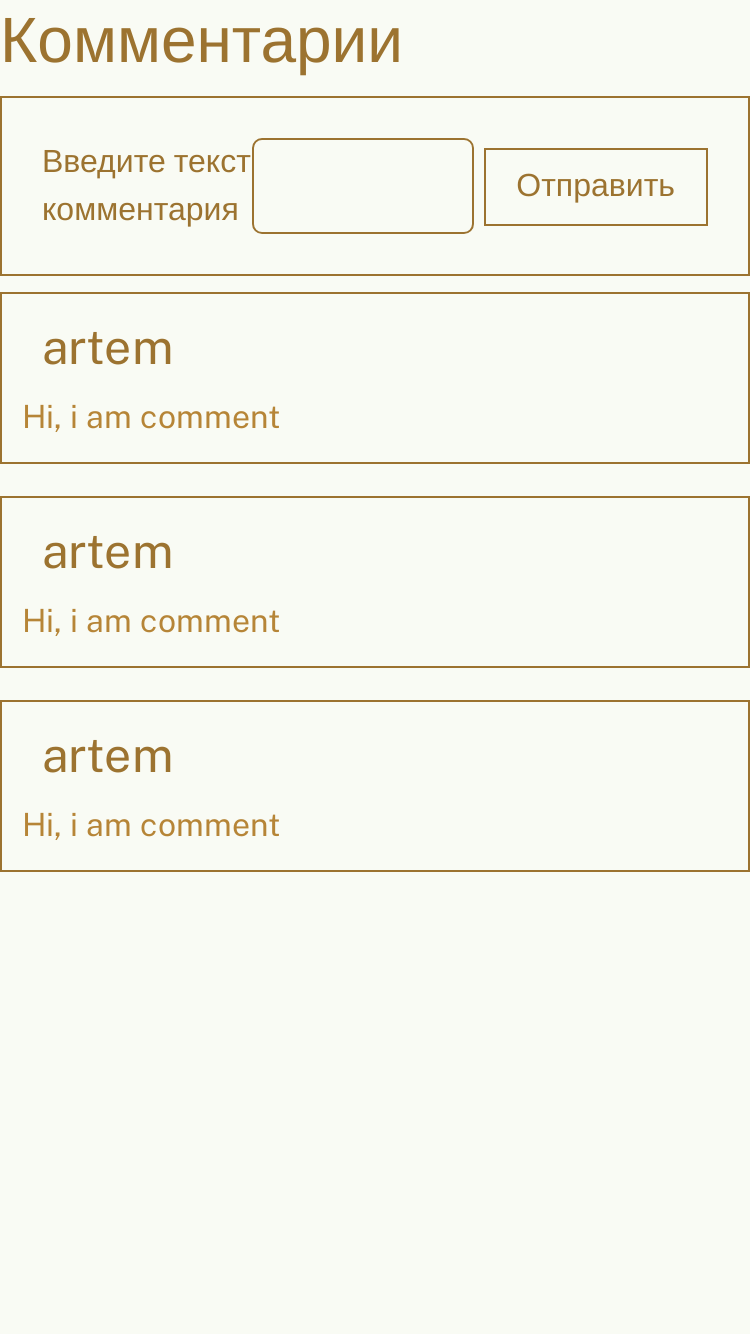 Комментарии
Введите текст
комментария
Отправить
artem
Hi, i am comment
artem
Hi, i am comment
artem
Hi, i am comment